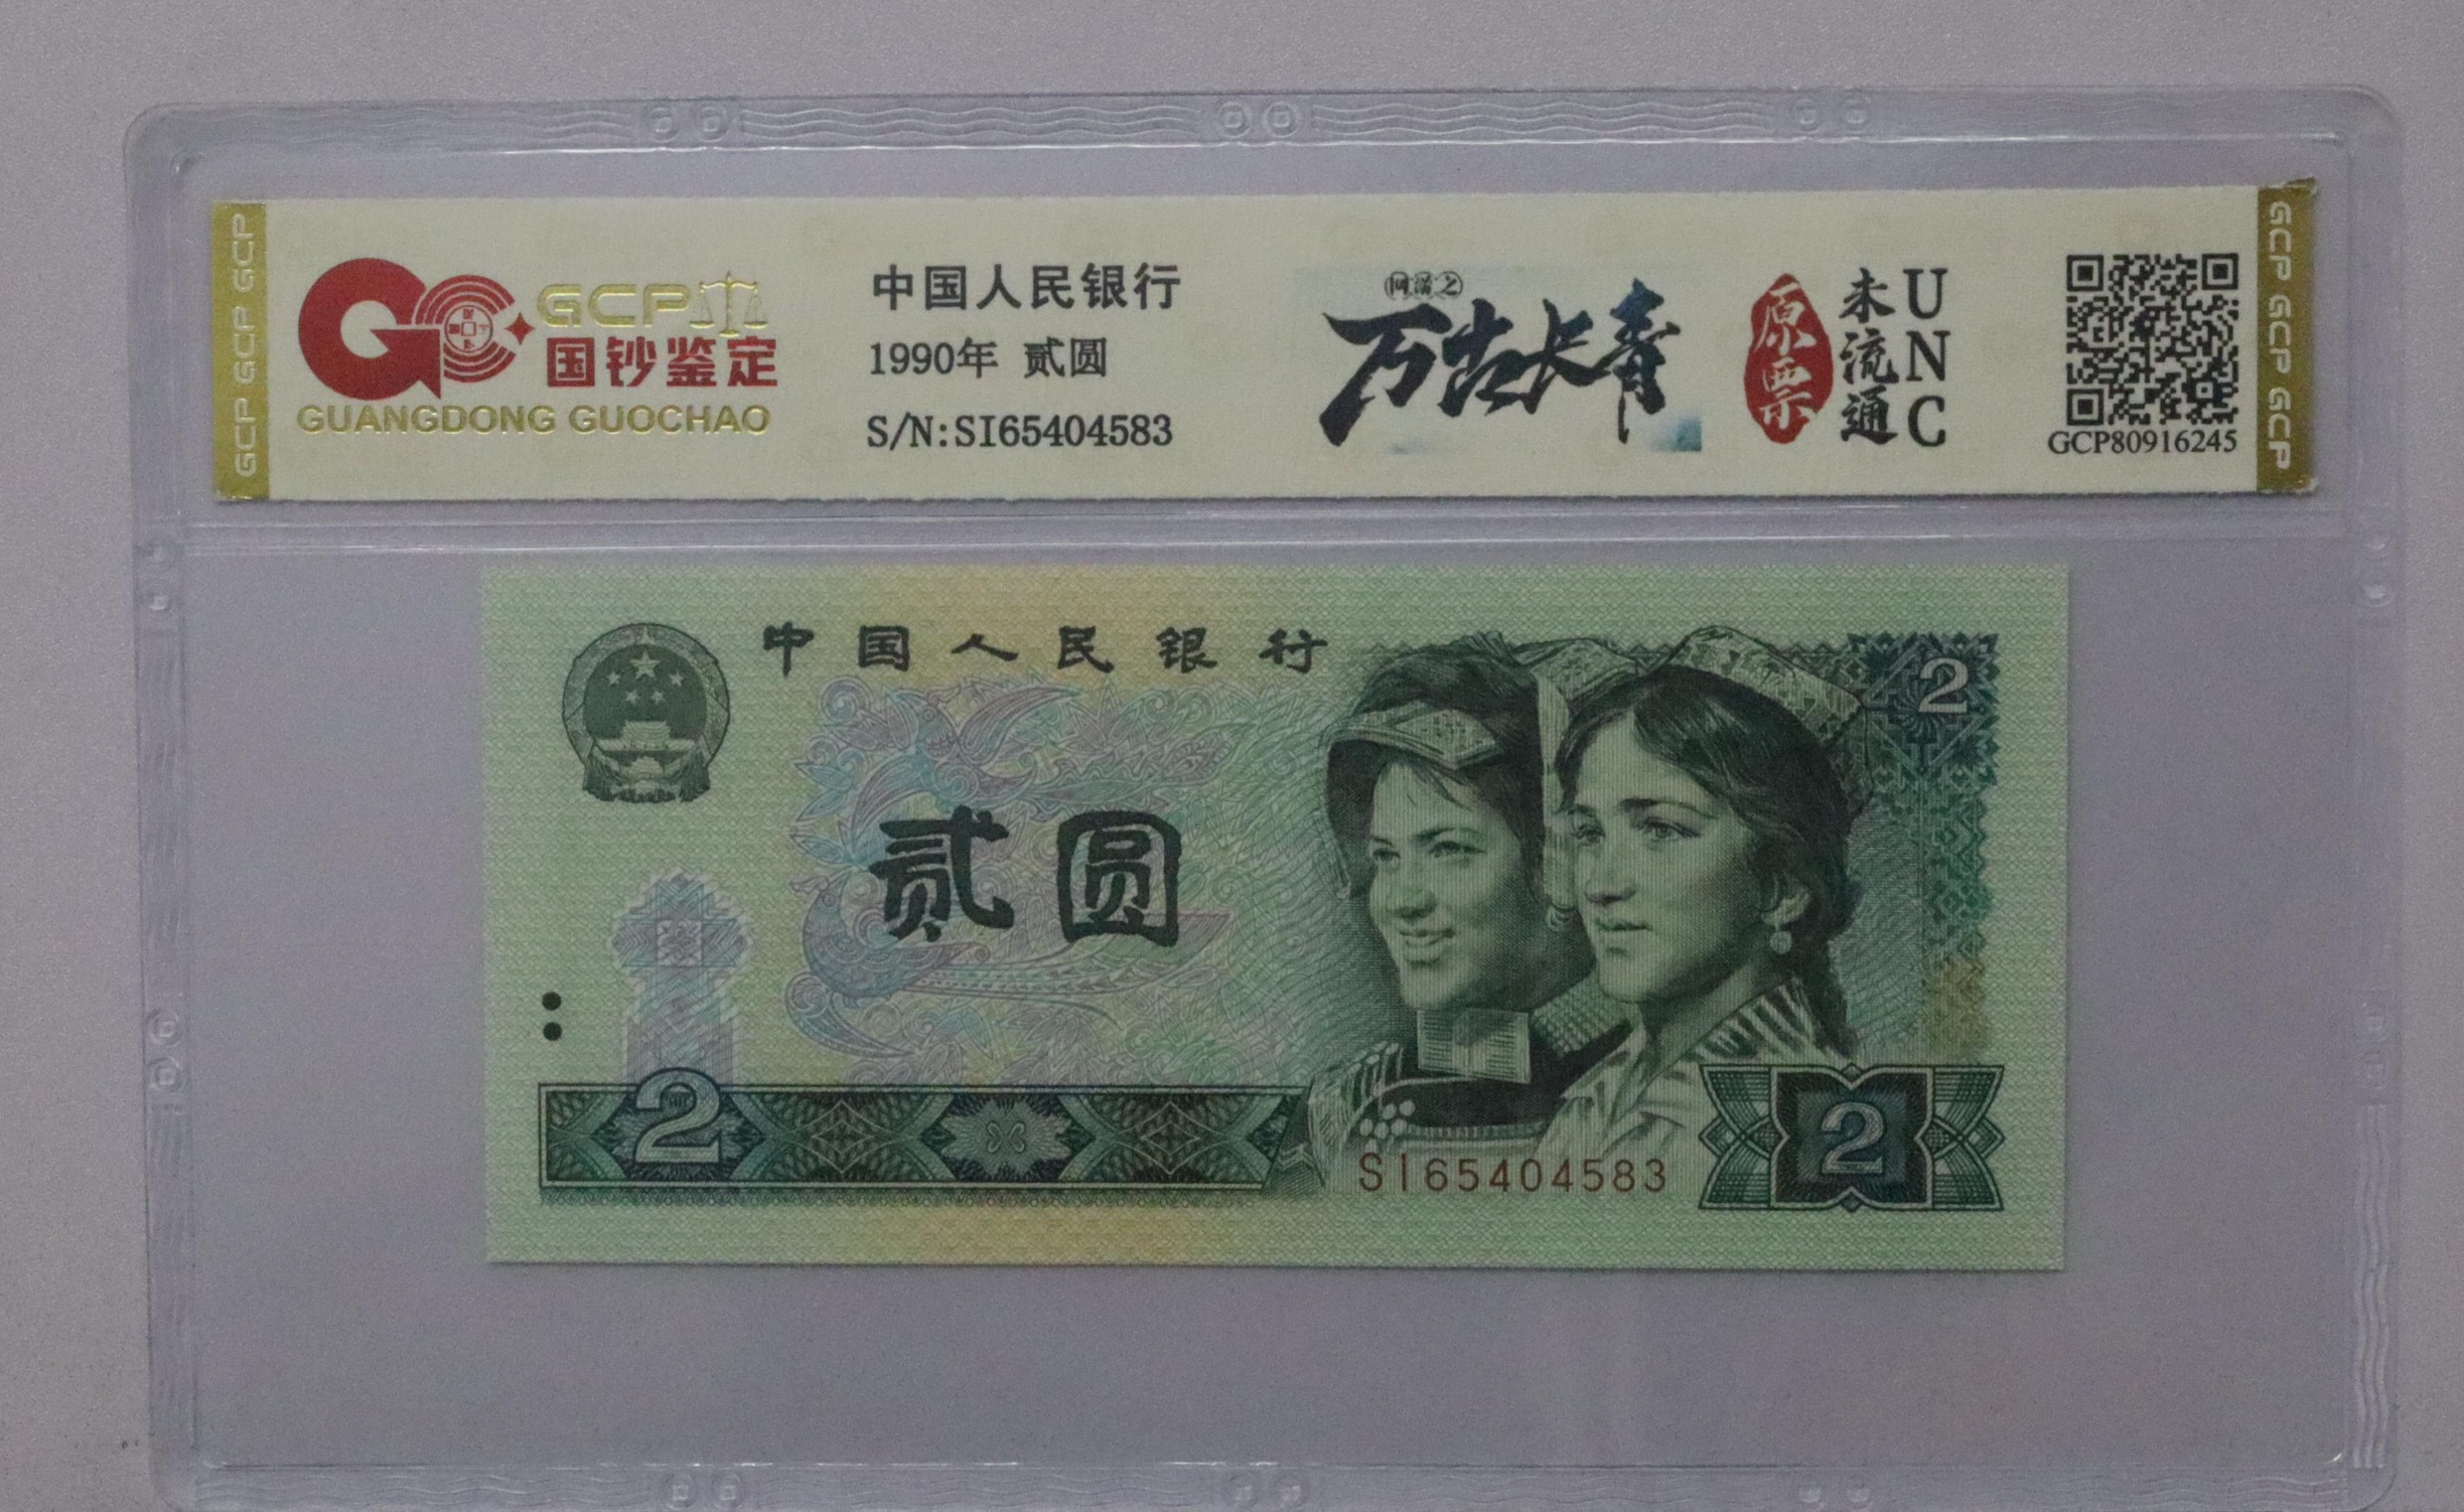 GCP GCP GCP
GCP
国钞鉴定
GUANGDONG GUOCHAO
中国人民银行
1990年 贰圆
S/N:SI65404583
万古长青
原票
未流通
UNC
GCP80916245
GCP GCP GCP
中国人民银行
2
贰圆
2
SI65404583
2